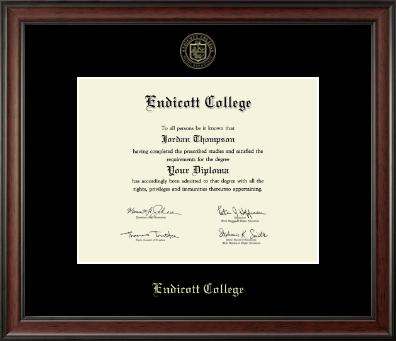 Endicott College
To all persons be it known that
Jordan Thompson
having completed the prescribed studies and satisfied the
requirements for the degree
Your Diploma
has accordingly been admitted to that degree with all the
rights, privileges and immunities thereunto appertaining.
Endicott College